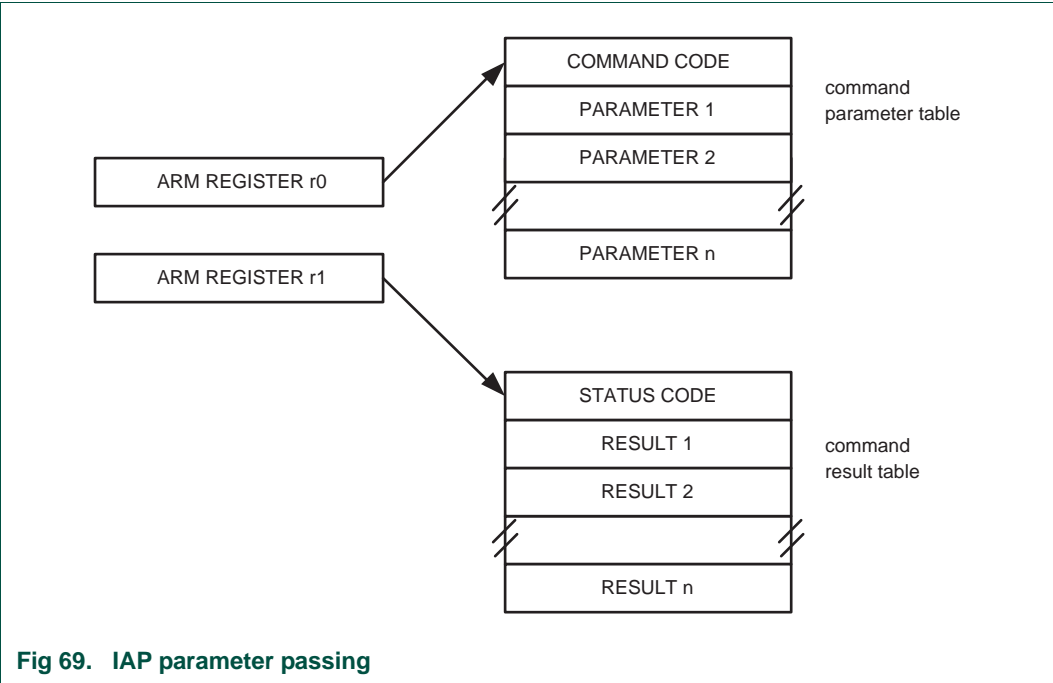 COMMAND CODE
PARAMETER 1
PARAMETER 2
PARAMETER n
command
parameter table
ARM REGISTER r0
ARM REGISTER r1
STATUS CODE
RESULT 1
RESULT 2
RESULT n
command
result table
Fig 69. IAP parameter passing